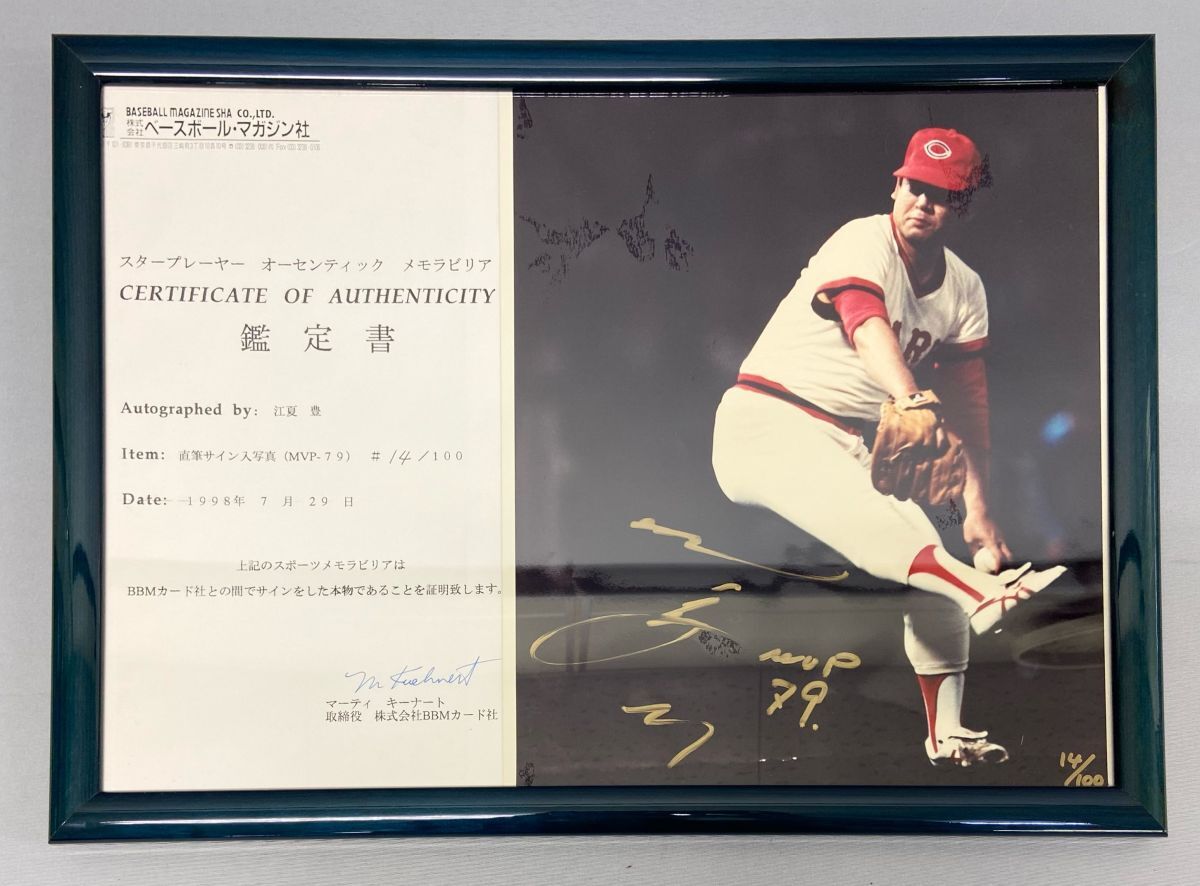 BASEBALL MAGAZINE SHA CO.,LTD.
株式会社 ベースボール・マガジン社
スタープレーヤー オーセンティック メモラビリア
CERTIFICATE OF AUTHENTICITY
鑑定書
Autographed by: 江夏 豊
Item: 直筆サイン入写真(MVP-79) #14/100
Date: 1998年 7月 29日
上記のスポーツメモラビリアは
BBMカード社との間でサインをした本物であることを証明致します。
M Kuehnert
マーティ キーナート
取締役 株式会社BBMカード社
MVP
79.
14/100